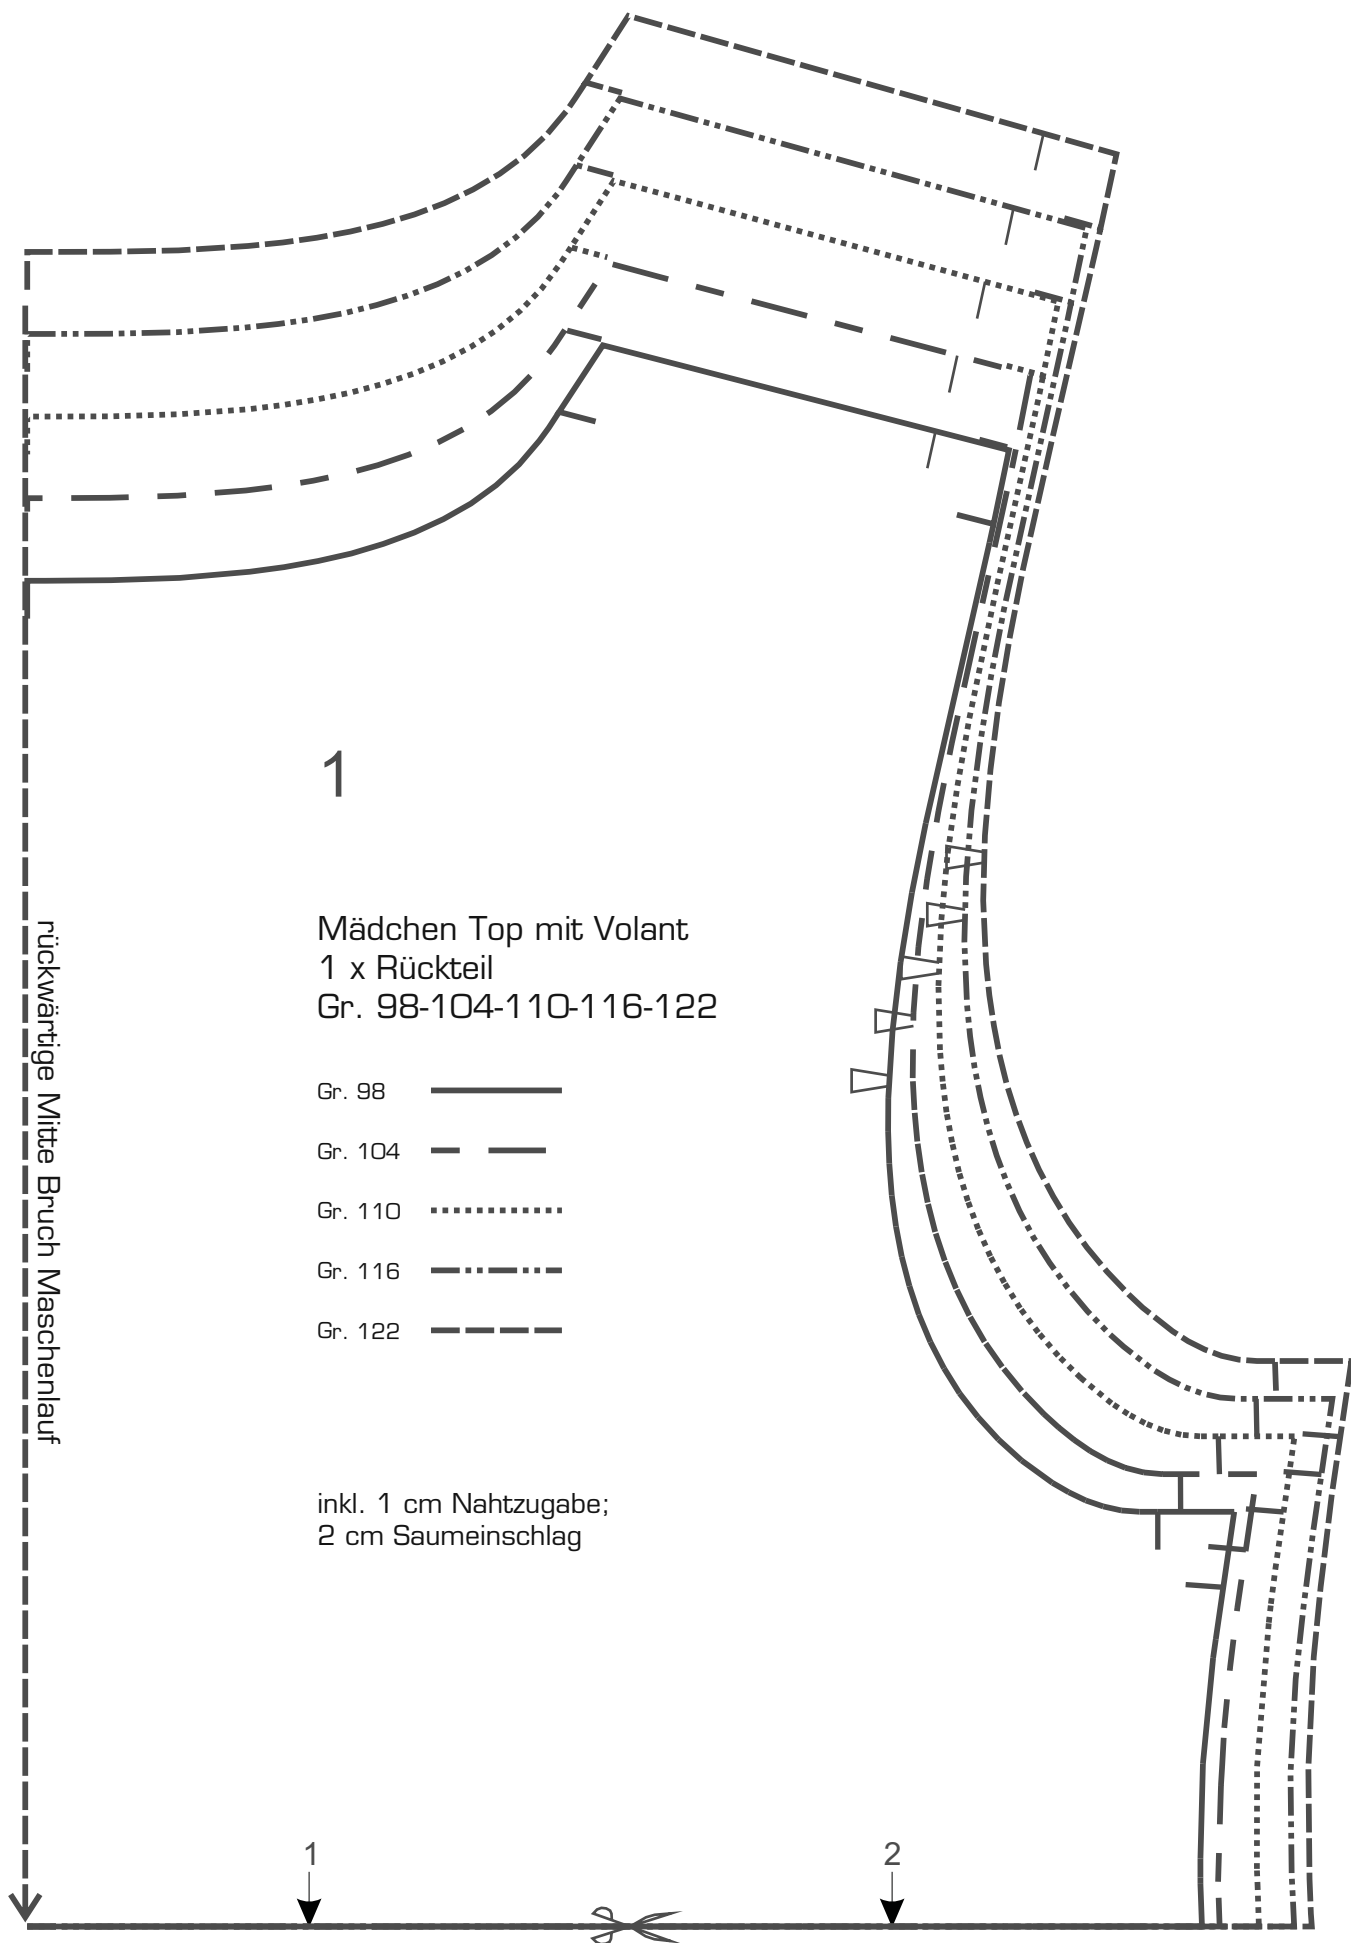 1
Mädchen Top mit Volant
1 x Rückteil
Gr. 98-104-110-116-122
rückwärtige Mitte Bruch Maschenlauf
Gr. 98
Gr. 104
Gr. 110
Gr. 116
Gr. 122
inkl. 1 cm Nahtzugabe;
2 cm Saumeinschlag
1
2